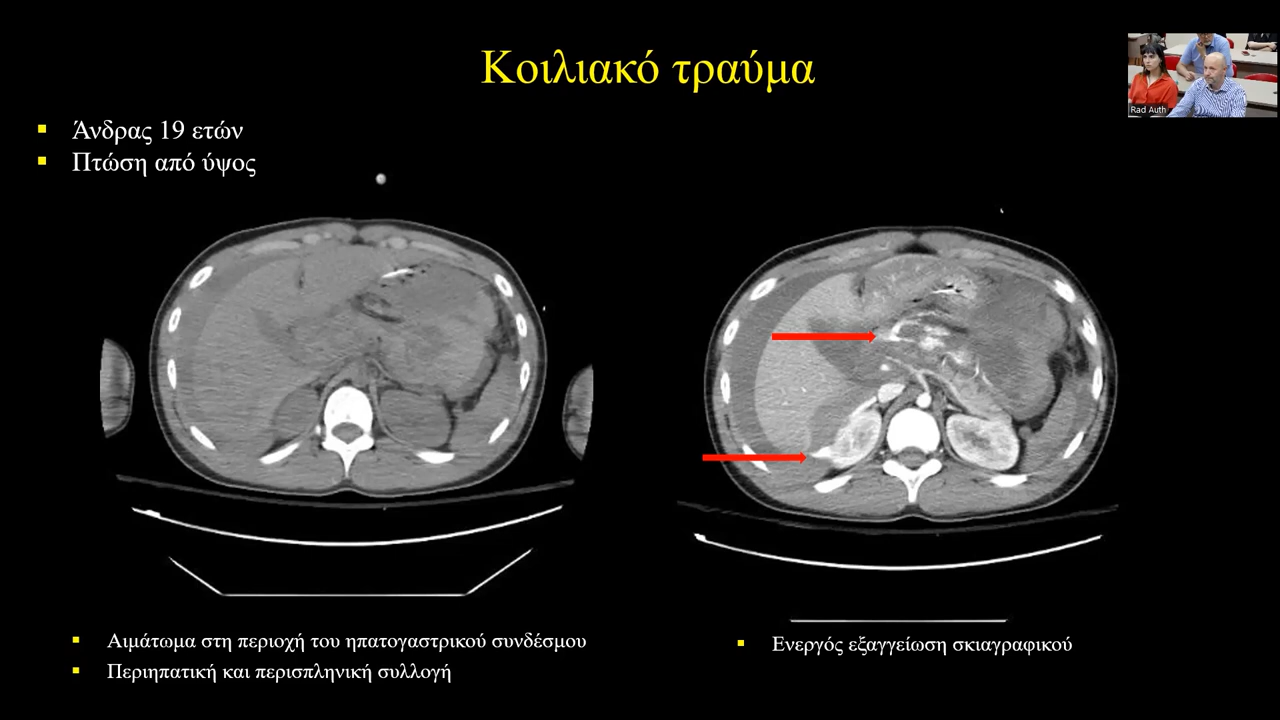 Κοιλιακό τραύμα
Άνδρας 19 ετών
Πτώση από ύψος
Rad Auth
Αιμάτωμα στη περιοχή του ηπατογαστρικού συνδέσμου
Περιηπατική και περισπληνική συλλογή
Ενεργός εξαγγείωση σκιαγραφικού